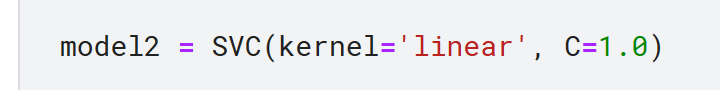 model2 = SVC(kernel='linear', C=1.0)